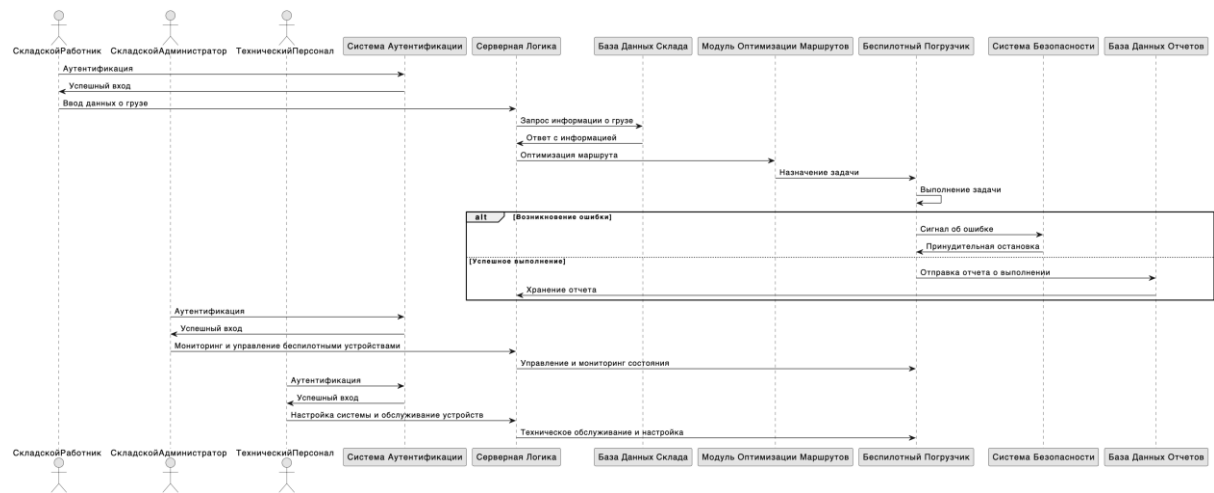 СкладскойРаботник СкладскойАдминистратор ТехническийПерсонал Система Аутентификации Серверная Логика База Данных Склада Модуль Оптимизации Маршрутов Беспилотный Погрузчик Система Безопасности База Данных Отчетов
Аутентификация
Успешный вход
Ввод данных о грузе
Запрос информации о грузе
Ответ с информацией
Оптимизация маршрута
Назначение задачи
Выполнение задачи
alt [Возникновение ошибки]
Сигнал об ошибке
Принудительная остановка
[Успешное выполнение]
Отправка отчета о выполнении
Хранение отчета
Аутентификация
Успешный вход
Мониторинг и управление беспилотными устройствами
Управление и мониторинг состояния
Аутентификация
Успешный вход
Настройка системы и обслуживание устройств
Техническое обслуживание и настройка
СкладскойРаботник СкладскойАдминистратор ТехническийПерсонал Система Аутентификации Серверная Логика База Данных Склада Модуль Оптимизации Маршрутов Беспилотный Погрузчик Система Безопасности База Данных Отчетов